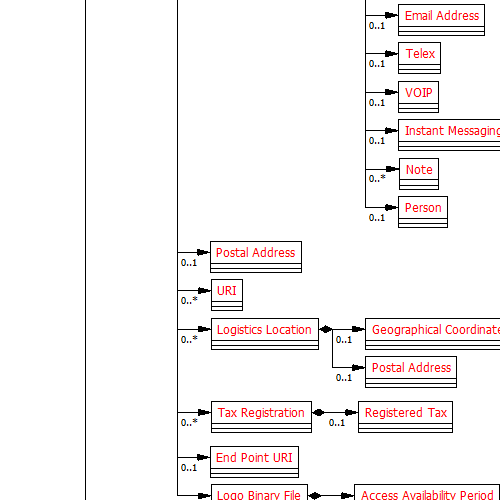 Email Address
0..1
Telex
0..1
VOIP
0..1
Instant Messaging
0..1
Note
0..*
Person
0..1
Postal Address
0..1
URI
0..*
Logistics Location
0..*
Geographical Coordinate
0..1
Postal Address
0..1
Tax Registration
0..*
Registered Tax
0..1
End Point URI
0..1
Logo Binary File
Access Availability Period